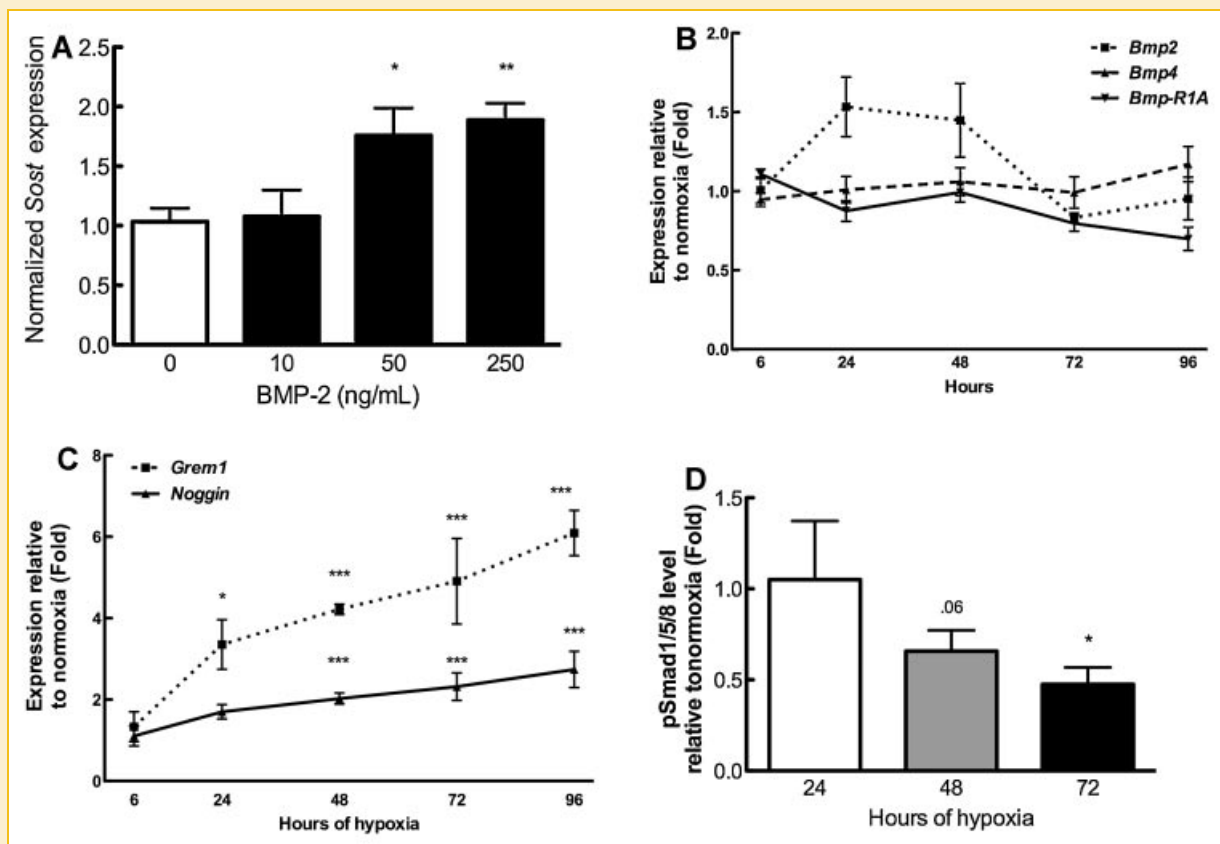 A
Normalized Sost expression
2.5
2.0
1.5
1.0
0.5
0.0
*
**
0 10 50 250
BMP-2 (ng/mL)
B
Expression relative
to normoxia (Fold)
2.0
1.5
1.0
0.5
0.0
Bmp2
Bmp4
Bmp-R1A
6 24 48 72 96
Hours
C
Expression relative
to normoxia (Fold)
8
6
4
2
0
Grem1
Noggin
* *** *** ***
*** *** ***
6 24 48 72 96
Hours of hypoxia
D
pSmad1/5/8 level
relative tonormoxia (Fold)
1.5
1.0
0.5
0.0
.06
*
24 48 72
Hours of hypoxia